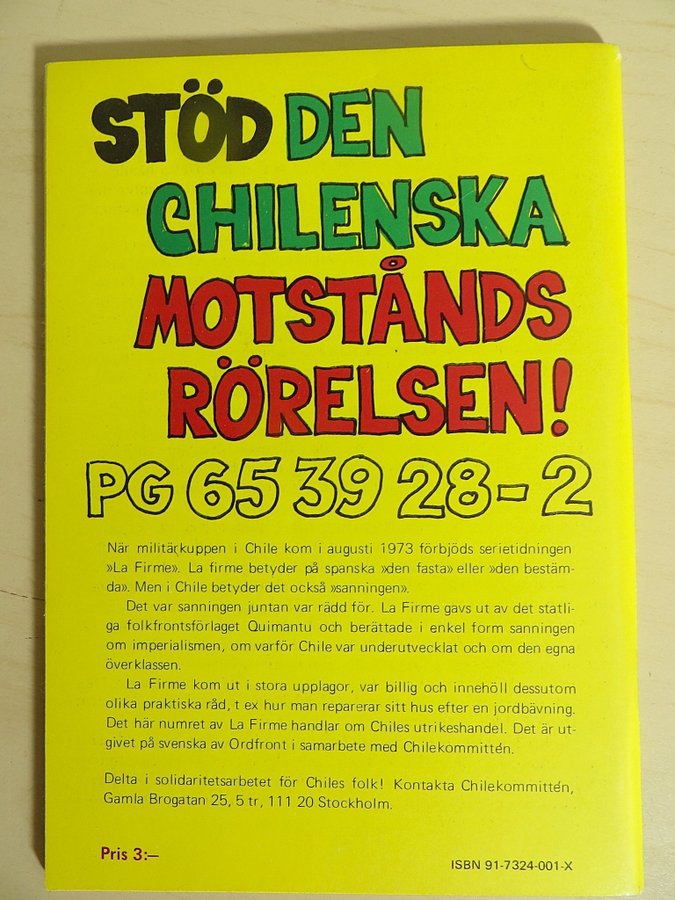 STÖD DEN
CHILENSKA
MOTSTÅNDS
RÖRELSEN!
PG 65 39 28-2
När militärkuppen i Chile kom i augusti 1973 förbjöds serietidningen
»La Firme». La firme betyder på spanska »den fasta» eller »den bestäm-
da». Men i Chile betyder det också »sanningen».
Det var sanningen juntan var rädd för. La Firme gavs ut av det statli-
ga folkfrontsförlaget Quimantu och berättade i enkel form sanningen
om imperialismen, om varför Chile var underutvecklat och om den egna
överklassen.
La Firme kom ut i stora upplagor, var billig och innehöll dessutom
olika praktiska råd, t ex hur man reparerar sitt hus efter en jordbävning.
Det här numret av La Firme handlar om Chiles utrikeshandel. Det är ut-
givet på svenska av Ordfront i samarbete med Chilekommittén.
Delta i solidaritetsarbetet för Chiles folk! Kontakta Chilekommittén,
Gamla Brogatan 25, 5 tr, 111 20 Stockholm.
Pris 3:—
ISBN 91-7324-001-X